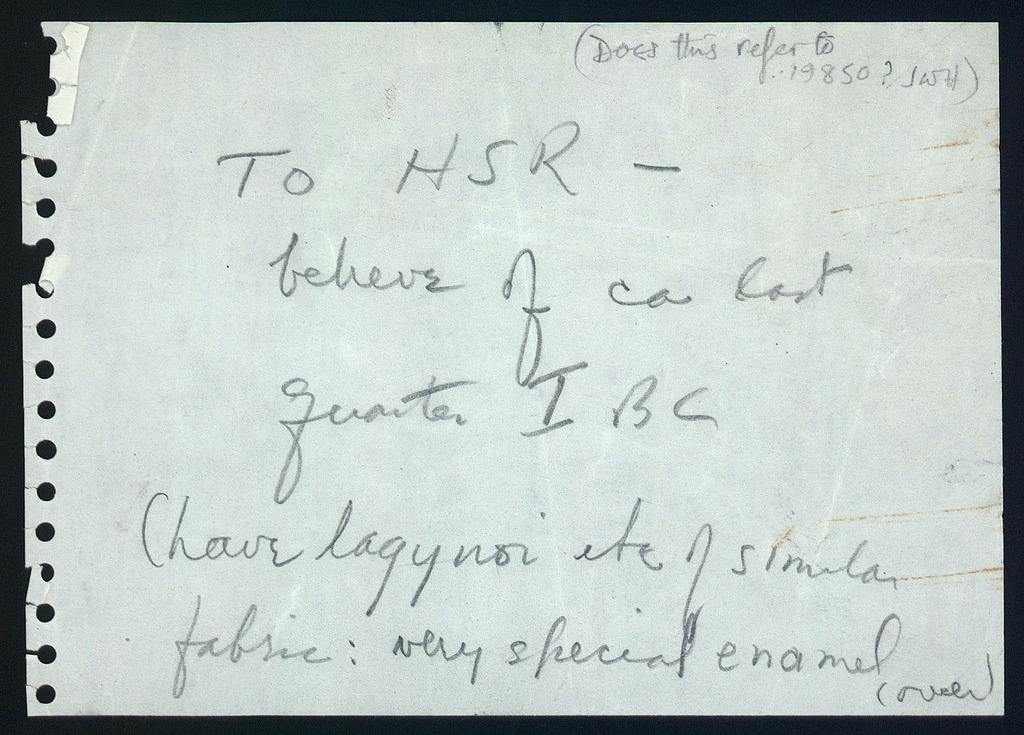 (Does this refer to
19850? JWH)
To HSR –
believe of ca last
quarter I BC
(have lagynoi etc of similar
fabric: very special enamel
(over)